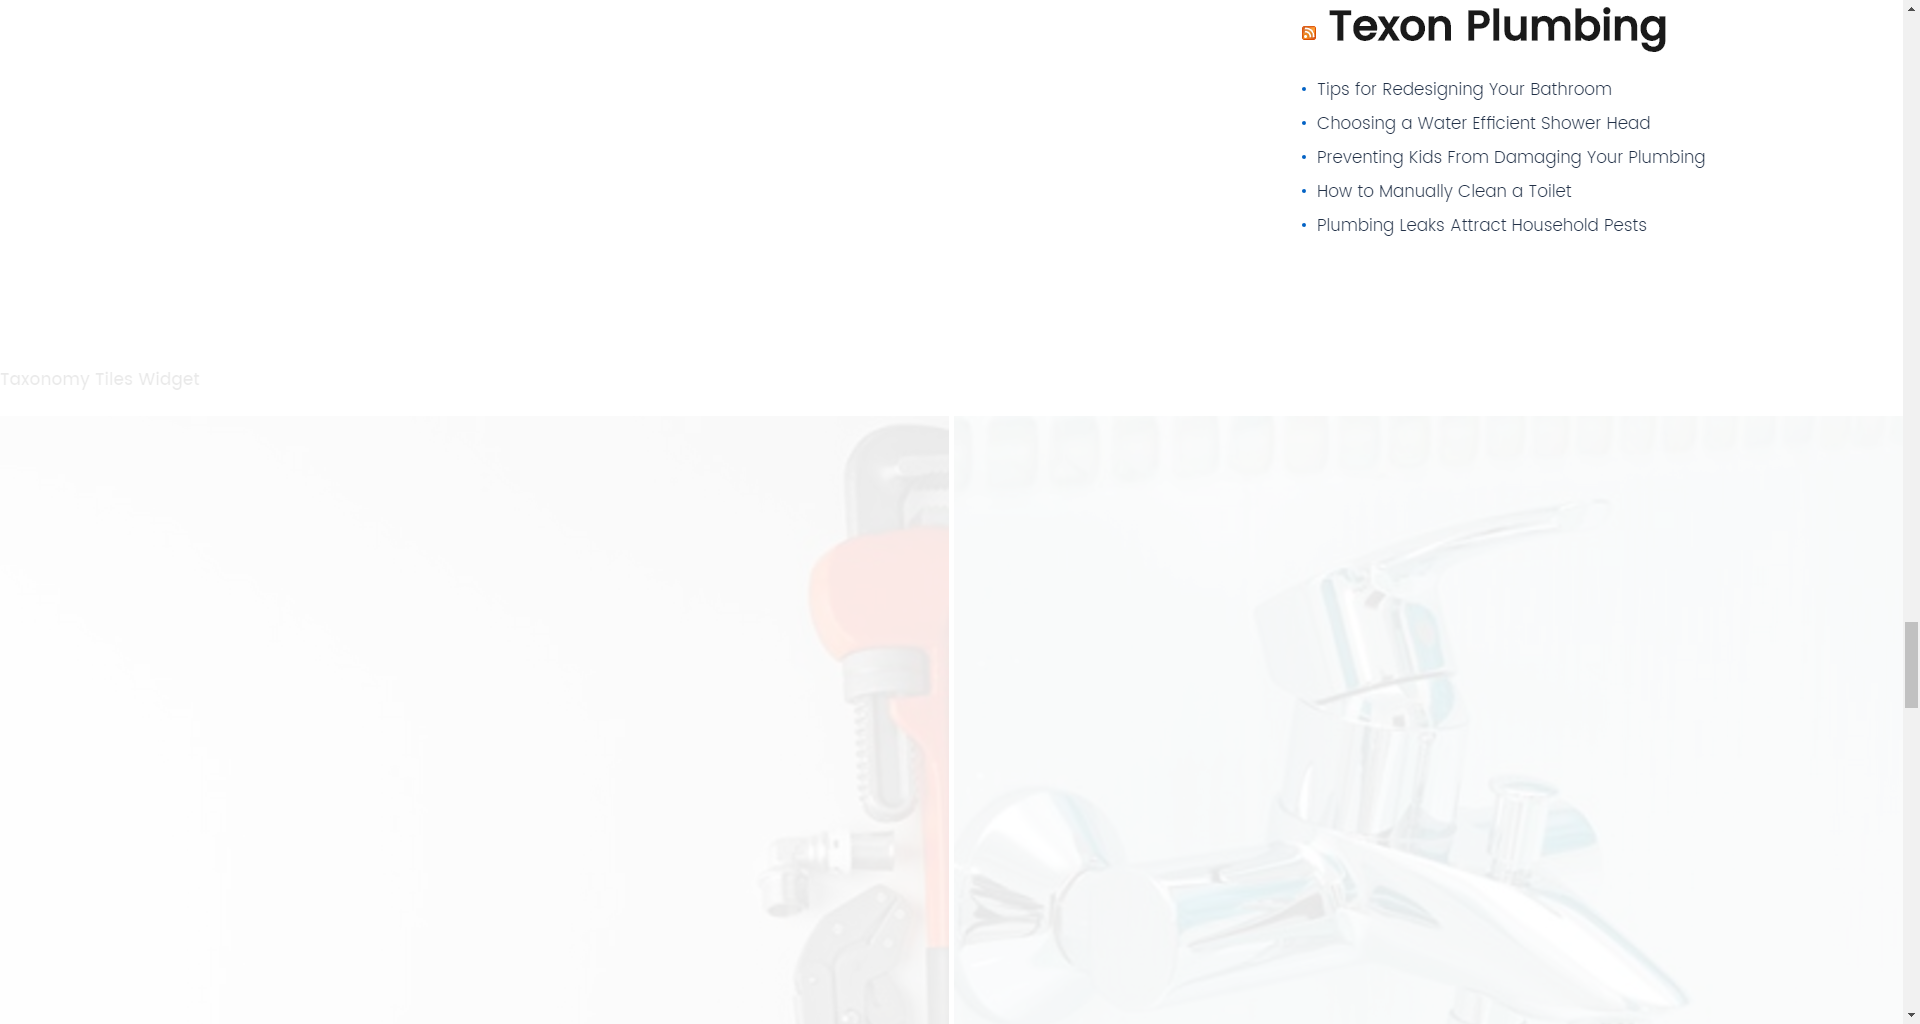 Texon Plumbing
Tips for Redesigning Your Bathroom
Choosing a Water Efficient Shower Head
Preventing Kids From Damaging Your Plumbing
How to Manually Clean a Toilet
Plumbing Leaks Attract Household Pests
Taxonomy Tiles Widget